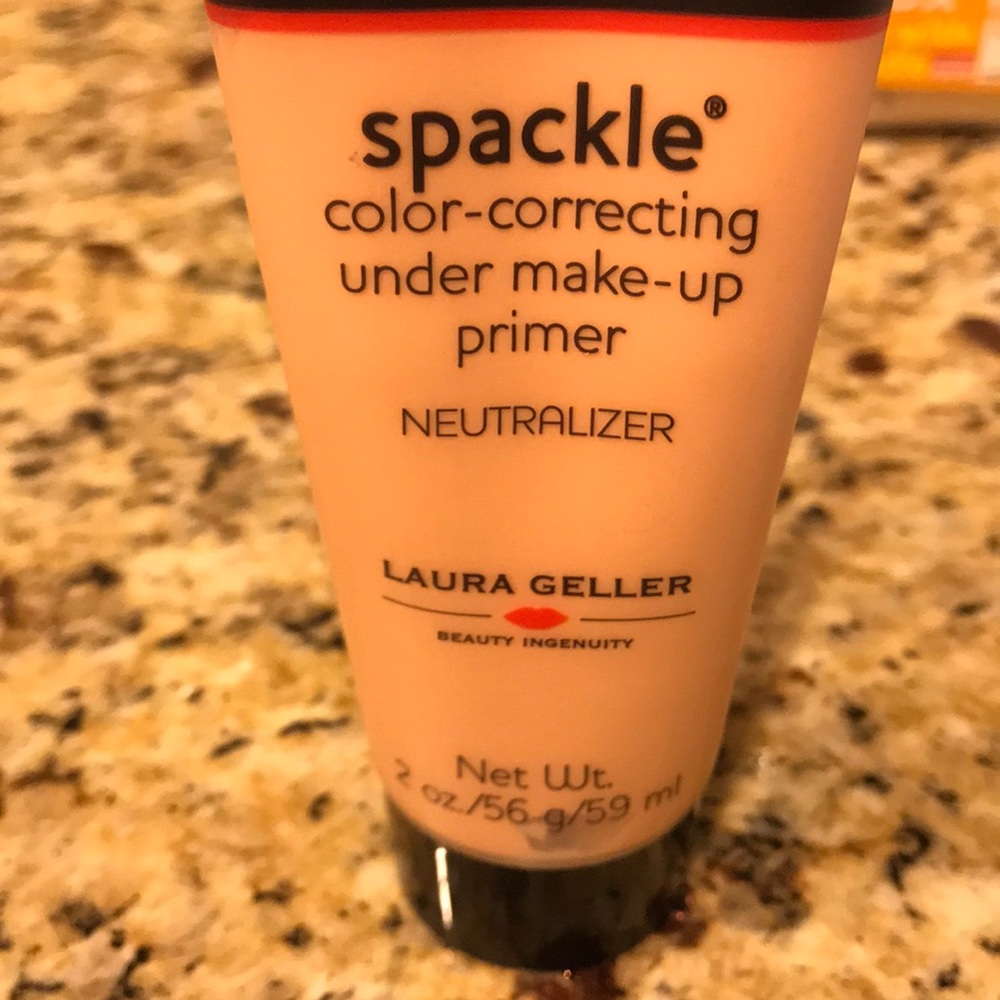 spackle®
color-correcting
under make-up
primer
NEUTRALIZER
LAURA GELLER
BEAUTY INGENUITY
Net Wt.
2 oz./56 g/59 ml